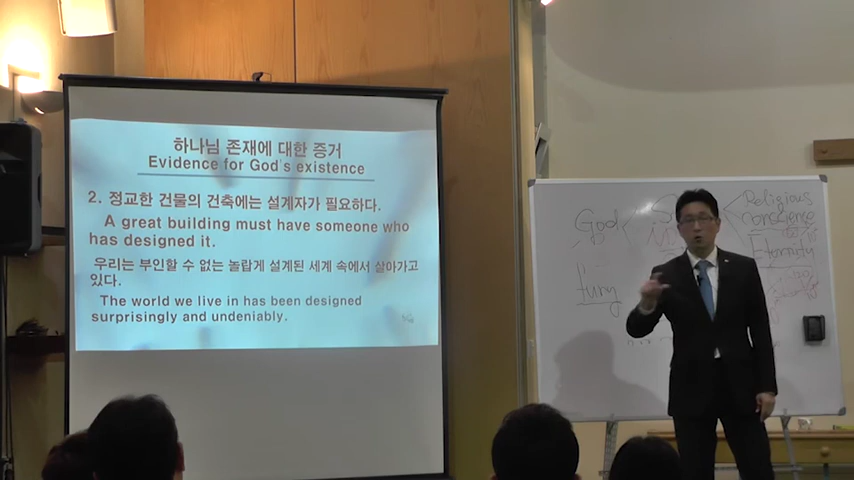 하나님 존재에 대한 증거
Evidence for God's existence
2. 정교한 건물의 건축에는 설계자가 필요하다.
A great building must have someone who
has designed it.
우리는 부인할 수 없는 놀랍게 설계된 세계 속에서 살아가고
있다.
The world we live in has been designed
surprisingly and undeniably.
God <
Religious
conscience
Eternity
fury